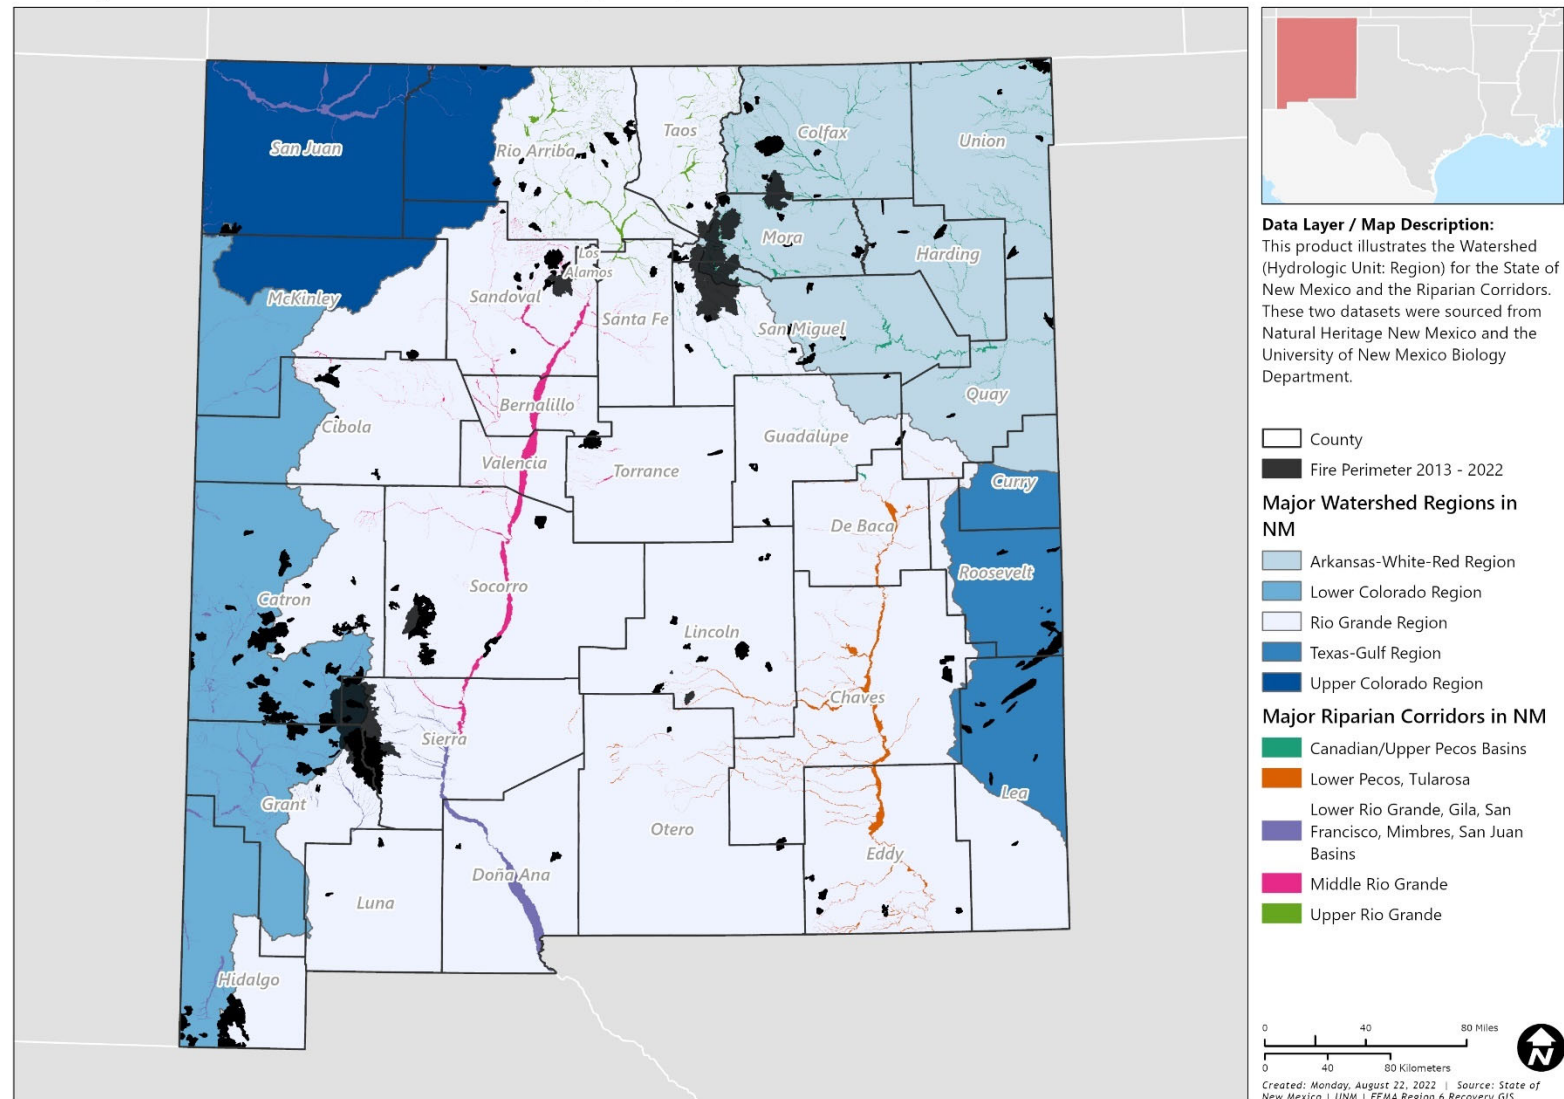 San Juan
Rio Arriba
Taos
Colfax
Union
Mora
Harding
Los
Alamos
McKinley
Sandoval
Santa Fe
San Miguel
Quay
Bernalillo
Cibola
Guadalupe
Valencia
Torrance
Curry
De Baca
Roosevelt
Socorro
Catron
Lincoln
Chaves
Sierra
Lea
Grant
Otero
Eddy
Doña Ana
Luna
Hidalgo
Data Layer / Map Description:
This product illustrates the Watershed
(Hydrologic Unit: Region) for the State of
New Mexico and the Riparian Corridors.
These two datasets were sourced from
Natural Heritage New Mexico and the
University of New Mexico Biology
Department.
County
Fire Perimeter 2013 - 2022
Major Watershed Regions in
NM
Arkansas-White-Red Region
Lower Colorado Region
Rio Grande Region
Texas-Gulf Region
Upper Colorado Region
Major Riparian Corridors in NM
Canadian/Upper Pecos Basins
Lower Pecos, Tularosa
Lower Rio Grande, Gila, San
Francisco, Mimbres, San Juan
Basins
Middle Rio Grande
Upper Rio Grande
0 40 80 Miles
0 40 80 Kilometers
N
Created: Monday, August 22, 2022 | Source: State of
New Mexico | UNM | FEMA Region 6 Recovery GIS